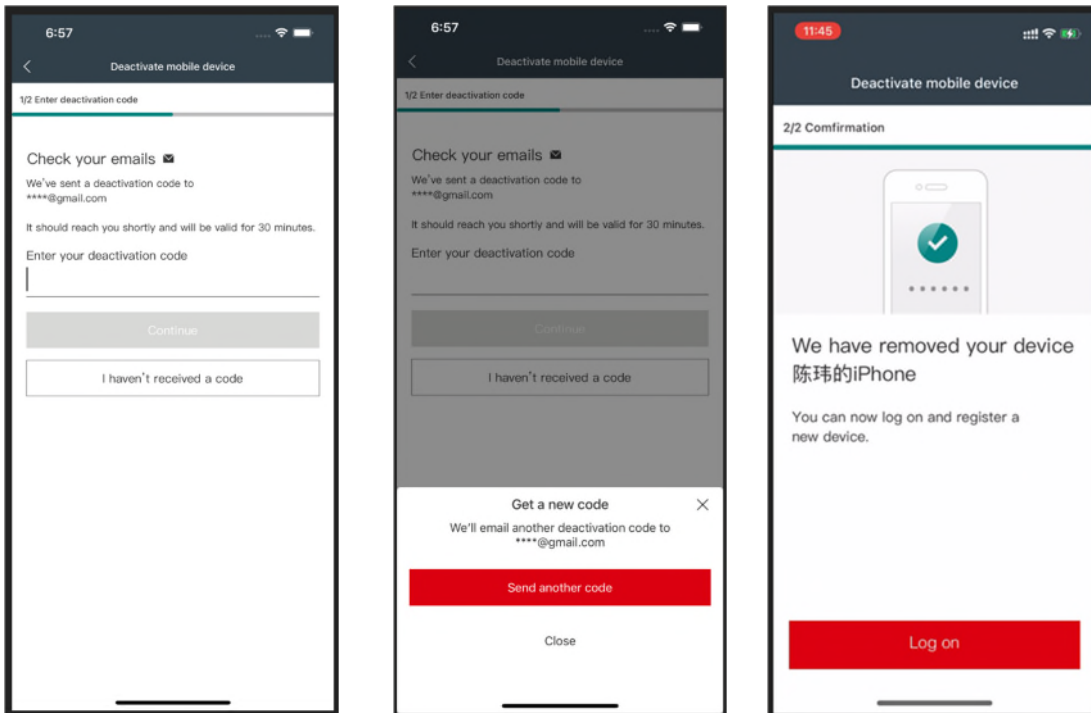 6:57
Deactivate mobile device
1/2 Enter deactivation code
Check your emails
We've sent a deactivation code to
****@gmail.com
It should reach you shortly and will be valid for 30 minutes.
Enter your deactivation code
Continue
I haven't received a code
6:57
Deactivate mobile device
1/2 Enter deactivation code
Check your emails
We've sent a deactivation code to
****@gmail.com
It should reach you shortly and will be valid for 30 minutes.
Enter your deactivation code
Continue
I haven't received a code
Get a new code
We'll email another deactivation code to
****@gmail.com
Send another code
Close
11:45
Deactivate mobile device
2/2 Comfirmation
We have removed your device
陈玮的iPhone
You can now log on and register a
new device.
Log on